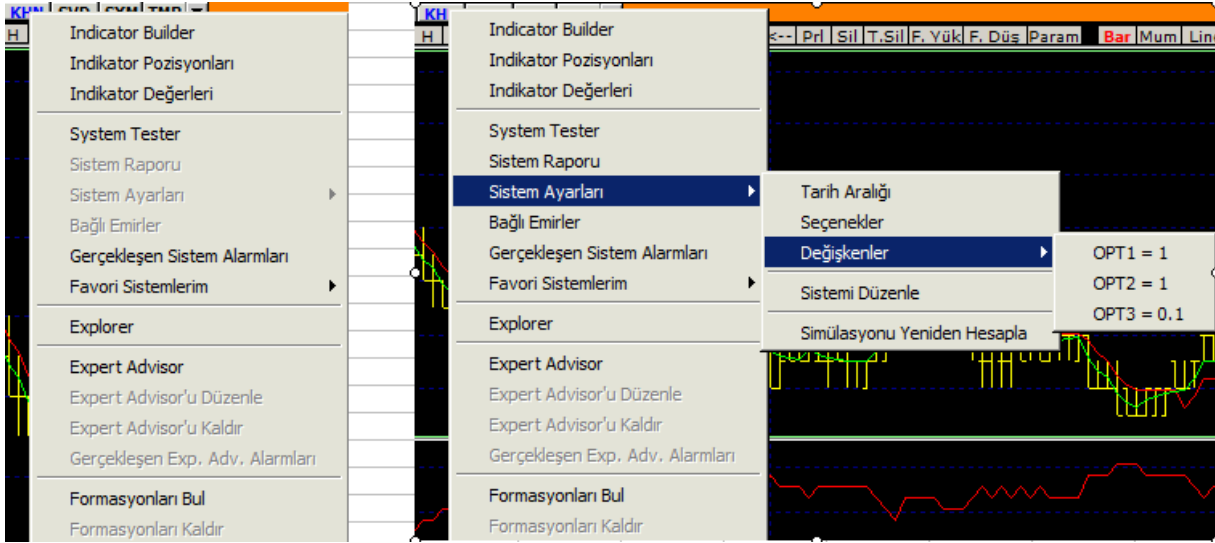 KHN SVD SYM TMP
H
Indicator Builder
Indikator Pozisyonları
Indikator Değerleri
System Tester
Sistem Raporu
Sistem Ayarları
Bağlı Emirler
Gerçekleşen Sistem Alarmları
Favori Sistemlerim
Explorer
Expert Advisor
Expert Advisor'u Düzenle
Expert Advisor'u Kaldır
Gerçekleşen Exp. Adv. Alarmları
Formasyonları Bul
Formasyonları Kaldır
KH
H
<-- Prl Sil T.Sil F. Yük F. Düş Param Bar Mum Line
Indicator Builder
Indikator Pozisyonları
Indikator Değerleri
System Tester
Sistem Raporu
Sistem Ayarları
Bağlı Emirler
Gerçekleşen Sistem Alarmları
Favori Sistemlerim
Explorer
Expert Advisor
Expert Advisor'u Düzenle
Expert Advisor'u Kaldır
Gerçekleşen Exp. Adv. Alarmları
Formasyonları Bul
Formasyonları Kaldır
Tarih Aralığı
Seçenekler
Değişkenler
Sistemi Düzenle
Simülasyonu Yeniden Hesapla
OPT1 = 1
OPT2 = 1
OPT3 = 0.1